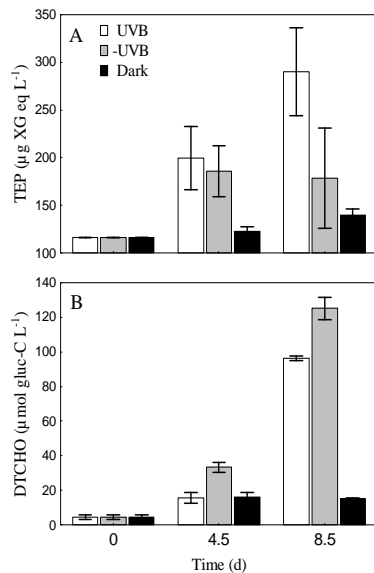 350
A
UVB
-UVB
Dark
300
250
200
150
100
TEP (µg XG eq L⁻¹)
140
B
120
100
80
60
40
20
0
DTCHO (µmol gluc-C L⁻¹)
0 4.5 8.5
Time (d)